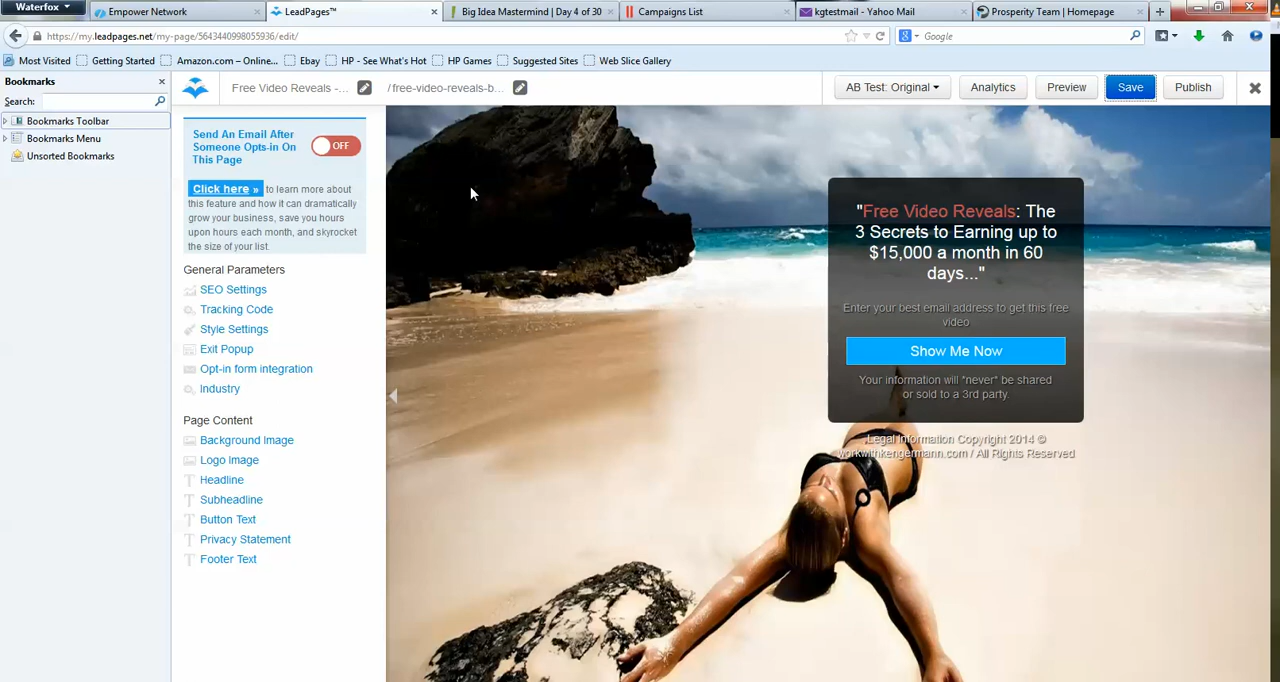 Waterfox
Empower Network
LeadPages™
Big Idea Mastermind | Day 4 of 30
Campaigns List
kgtestmail - Yahoo Mail
Prosperity Team | Homepage
https://my.leadpages.net/my-page/5643440998055936/edit/
Google
Most Visited
Getting Started
Amazon.com – Online...
Ebay
HP - See What's Hot
HP Games
Suggested Sites
Web Slice Gallery
Bookmarks
Search:
Bookmarks Toolbar
Bookmarks Menu
Unsorted Bookmarks
Free Video Reveals -...
/free-video-reveals-b...
AB Test: Original
Analytics
Preview
Save
Publish
Send An Email After
Someone Opts-in On
This Page
OFF
Click here » to learn more about
this feature and how it can dramatically
grow your business, save you hours
upon hours each month, and skyrocket
the size of your list.
General Parameters
SEO Settings
Tracking Code
Style Settings
Exit Popup
Opt-in form integration
Industry
Page Content
Background Image
Logo Image
Headline
Subheadline
Button Text
Privacy Statement
Footer Text
"Free Video Reveals: The
3 Secrets to Earning up to
$15,000 a month in 60
days..."
Enter your best email address to get this free
video
Show Me Now
Your information will *never* be shared
or sold to a 3rd party.
Legal Information Copyright 2014 ©
workwithkengermann.com / All Rights Reserved